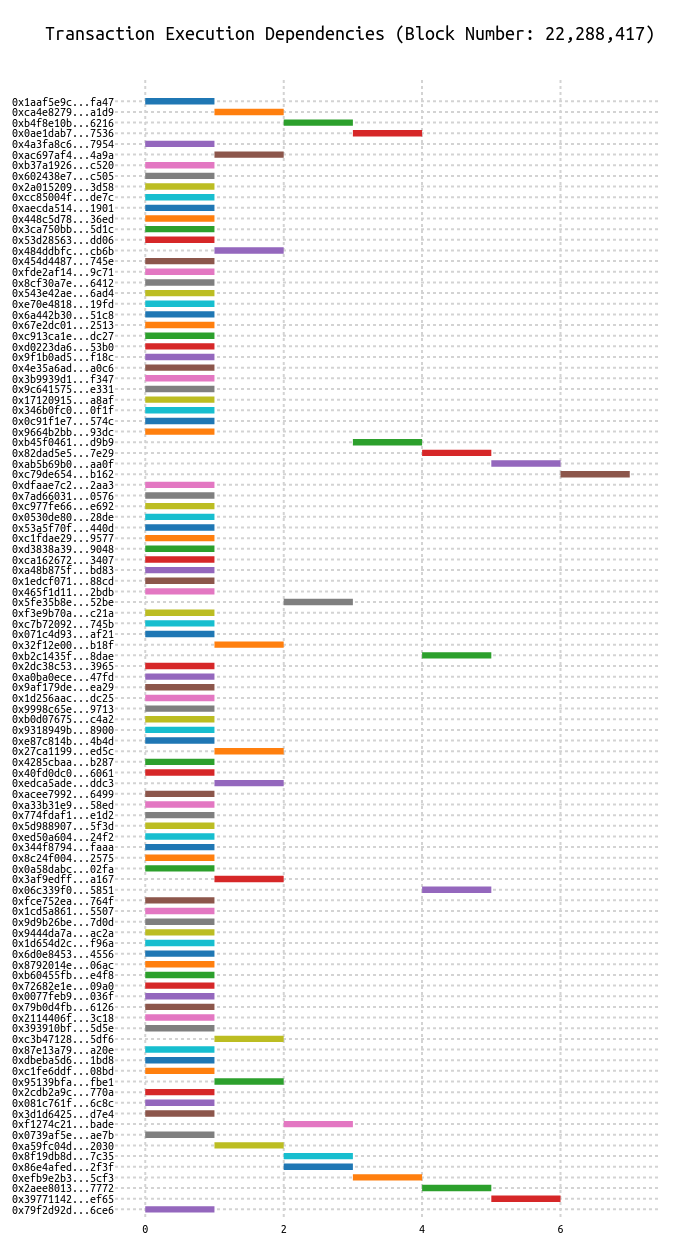 Transaction Execution Dependencies (Block Number: 22,288,417)
0x1aaf5e9c...fa47
0xca4e8279...a1d9
0xb4f8e10b...6216
0x0ae1dab7...7536
0x4a3fa8c6...7954
0xac697af4...4a9a
0xb37a1926...c520
0x602438e7...c505
0x2a015209...3d58
0xcc85004f...de7c
0xaecda514...1901
0x448c5d78...36ed
0x3ca750bb...5d1c
0x53d28563...dd06
0x484ddbfc...cb6b
0x454d4487...745e
0xfde2af14...9c71
0x8cf30a7e...6412
0x543e42ae...6ad4
0xe70e4818...19fd
0x6a442b30...51c8
0x67e2dc01...2513
0xc913ca1e...dc27
0xd0223da6...53b0
0x9f1b0ad5...f18c
0x4e35a6ad...a0c6
0x3b9939d1...f347
0x9c641575...e331
0x17120915...a8af
0x346b0fc0...0f1f
0x0c91f1e7...574c
0x9664b2bb...93dc
0xb45f0461...d9b9
0x82dad5e5...7e29
0xab5b69b0...aa0f
0xc79de654...b162
0xdfaae7c2...2aa3
0x7ad66031...0576
0xc977fe66...e692
0x0530de80...28de
0x53a5f70f...440d
0xc1fdae29...9577
0xd3838a39...9048
0xca162672...3407
0xa48b875f...bd83
0x1edcf071...88cd
0x465f1d11...2bdb
0x5fe35b8e...52be
0xf3e9b70a...c21a
0xc7b72092...745b
0x071c4d93...af21
0x32f12e00...b18f
0xb2c1435f...8dae
0x2dc38c53...3965
0xa0ba0ece...47fd
0x9af179de...ea29
0x1d256aac...dc25
0x9998c65e...9713
0xb0d07675...c4a2
0x9318949b...8900
0xe87c814b...4b4d
0x27ca1199...ed5c
0x4285cbaa...b287
0x40fd0dc0...6061
0xedca5ade...ddc3
0xacee7992...6499
0xa33b31e9...58ed
0x774fdaf1...e1d2
0x5d988907...5f3d
0xed50a604...24f2
0x344f8794...faaa
0x8c24f004...2575
0x0a58dabc...02fa
0x3af9edff...a167
0x06c339f0...5851
0xfce752ea...764f
0x1cd5a861...5507
0x9d9b26be...7d0d
0x9444da7a...ac2a
0x1d654d2c...f96a
0x6d0e8453...4556
0x8792014e...06ac
0xb60455fb...e4f8
0x72682e1e...09a0
0x0077feb9...036f
0x79b0d4fb...6126
0x2114406f...3c18
0x393910bf...5d5e
0xc3b47128...5df6
0x87e13a79...a20e
0xdbeba5d6...1bd8
0xc1fe6ddf...08bd
0x95139bfa...fbe1
0x2cdb2a9c...770a
0x081c761f...6c8c
0x3d1d6425...d7e4
0xf1274c21...bade
0x0739af5e...ae7b
0xa59fc04d...2030
0x8f19db8d...7c35
0x86e4afed...2f3f
0xefb9e2b3...5cf3
0x2aee8013...7772
0x39771142...ef65
0x79f2d92d...6ce6
0 2 4 6